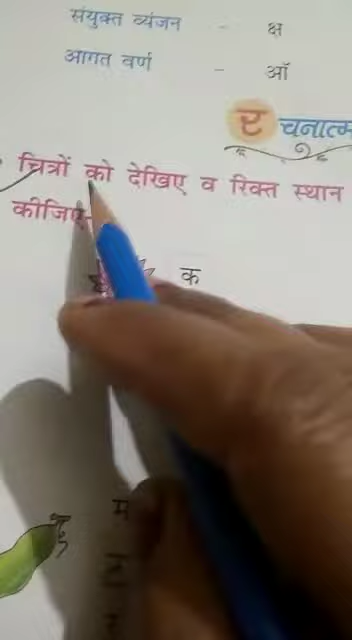 संयुक्त व्यंजन - क्ष
आगत वर्ण - ऑ
रचनात्म
चित्रों को देखिए व रिक्त स्थान
कीजिए-
क
म